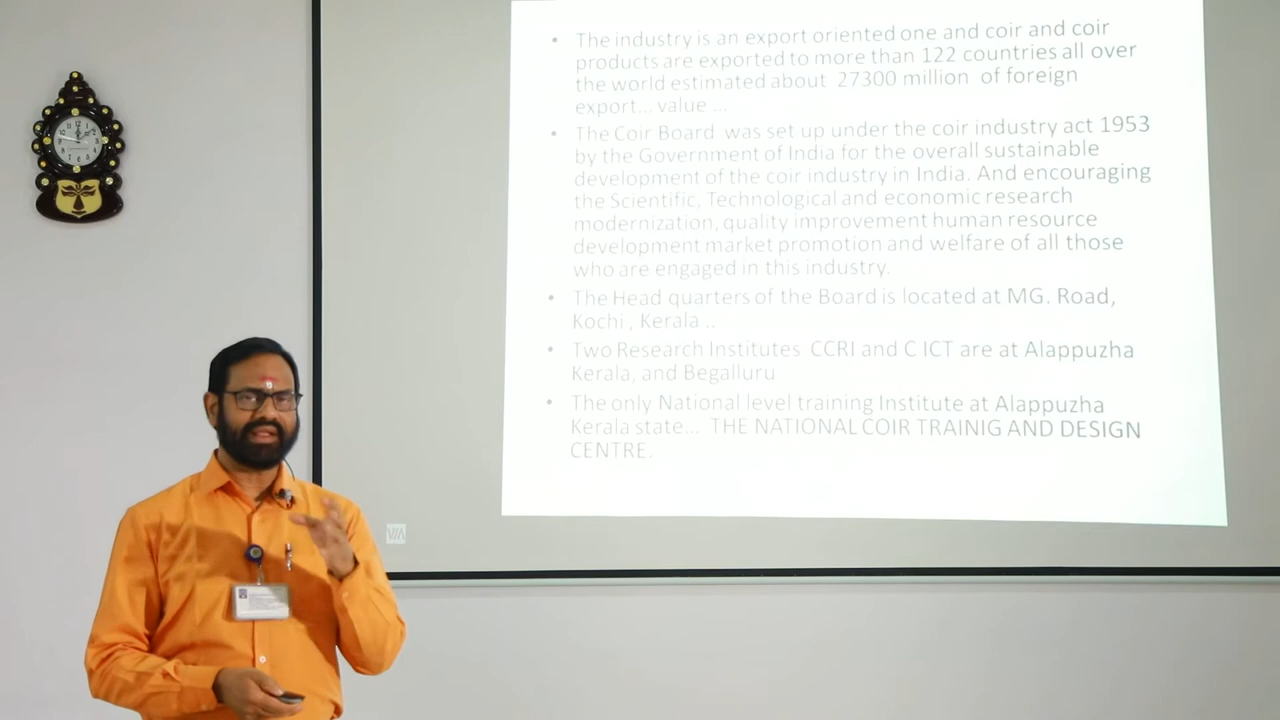 • The industry is an export oriented one and coir and coir
products are exported to more than 122 countries all over
the world estimated about 27300 million of foreign
export... value ...
• The Coir Board was set up under the coir industry act 1953
by the Government of India for the overall sustainable
development of the coir industry in India. And encouraging
the Scientific, Technological and economic research
modernization, quality improvement human resource
development market promotion and welfare of all those
who are engaged in this industry.
• The Head quarters of the Board is located at MG. Road,
Kochi , Kerala ..
• Two Research Institutes CCRI and C ICT are at Alappuzha
Kerala, and Begalluru
• The only National level training Institute at Alappuzha
Kerala state... THE NATIONAL COIR TRAINIG AND DESIGN
CENTRE.